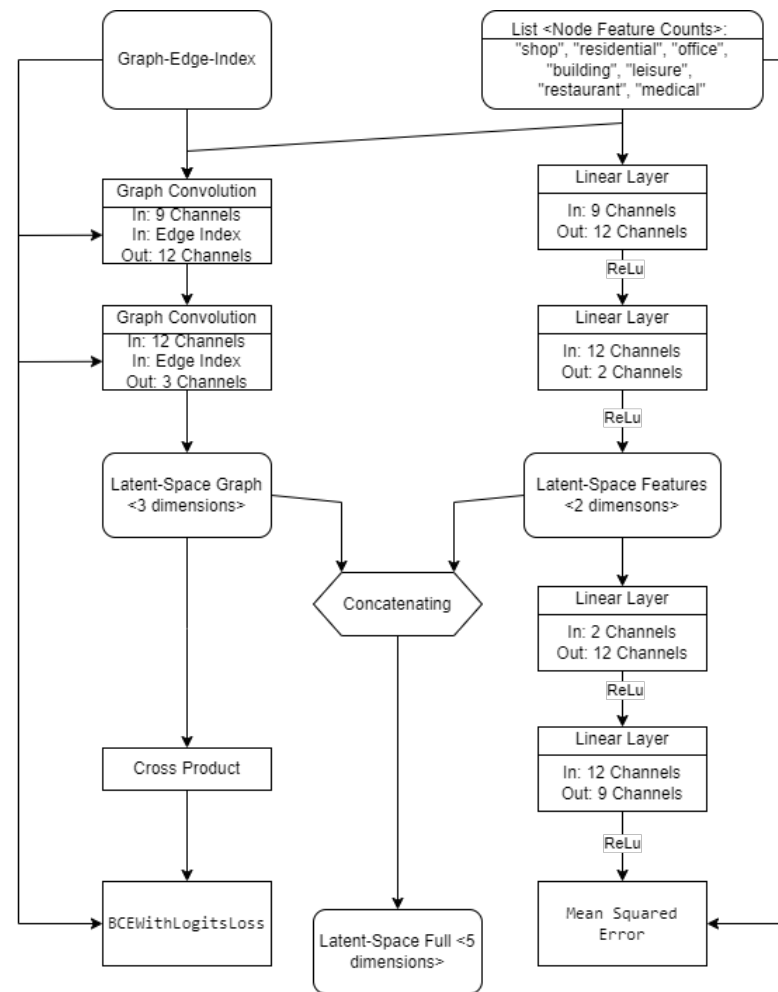 Graph-Edge-Index
List <Node Feature Counts>:
"shop", "residential", "office",
"building", "leisure",
"restaurant", "medical"
Graph Convolution
In: 9 Channels
In: Edge Index
Out: 12 Channels
Linear Layer
In: 9 Channels
Out: 12 Channels
ReLu
Graph Convolution
In: 12 Channels
In: Edge Index
Out: 3 Channels
Linear Layer
In: 12 Channels
Out: 2 Channels
ReLu
Latent-Space Graph
<3 dimensions>
Latent-Space Features
<2 dimensons>
Concatenating
Linear Layer
In: 2 Channels
Out: 12 Channels
ReLu
Linear Layer
In: 12 Channels
Out: 9 Channels
ReLu
Cross Product
BCEWithLogitsLoss
Latent-Space Full <5
dimensions>
Mean Squared
Error